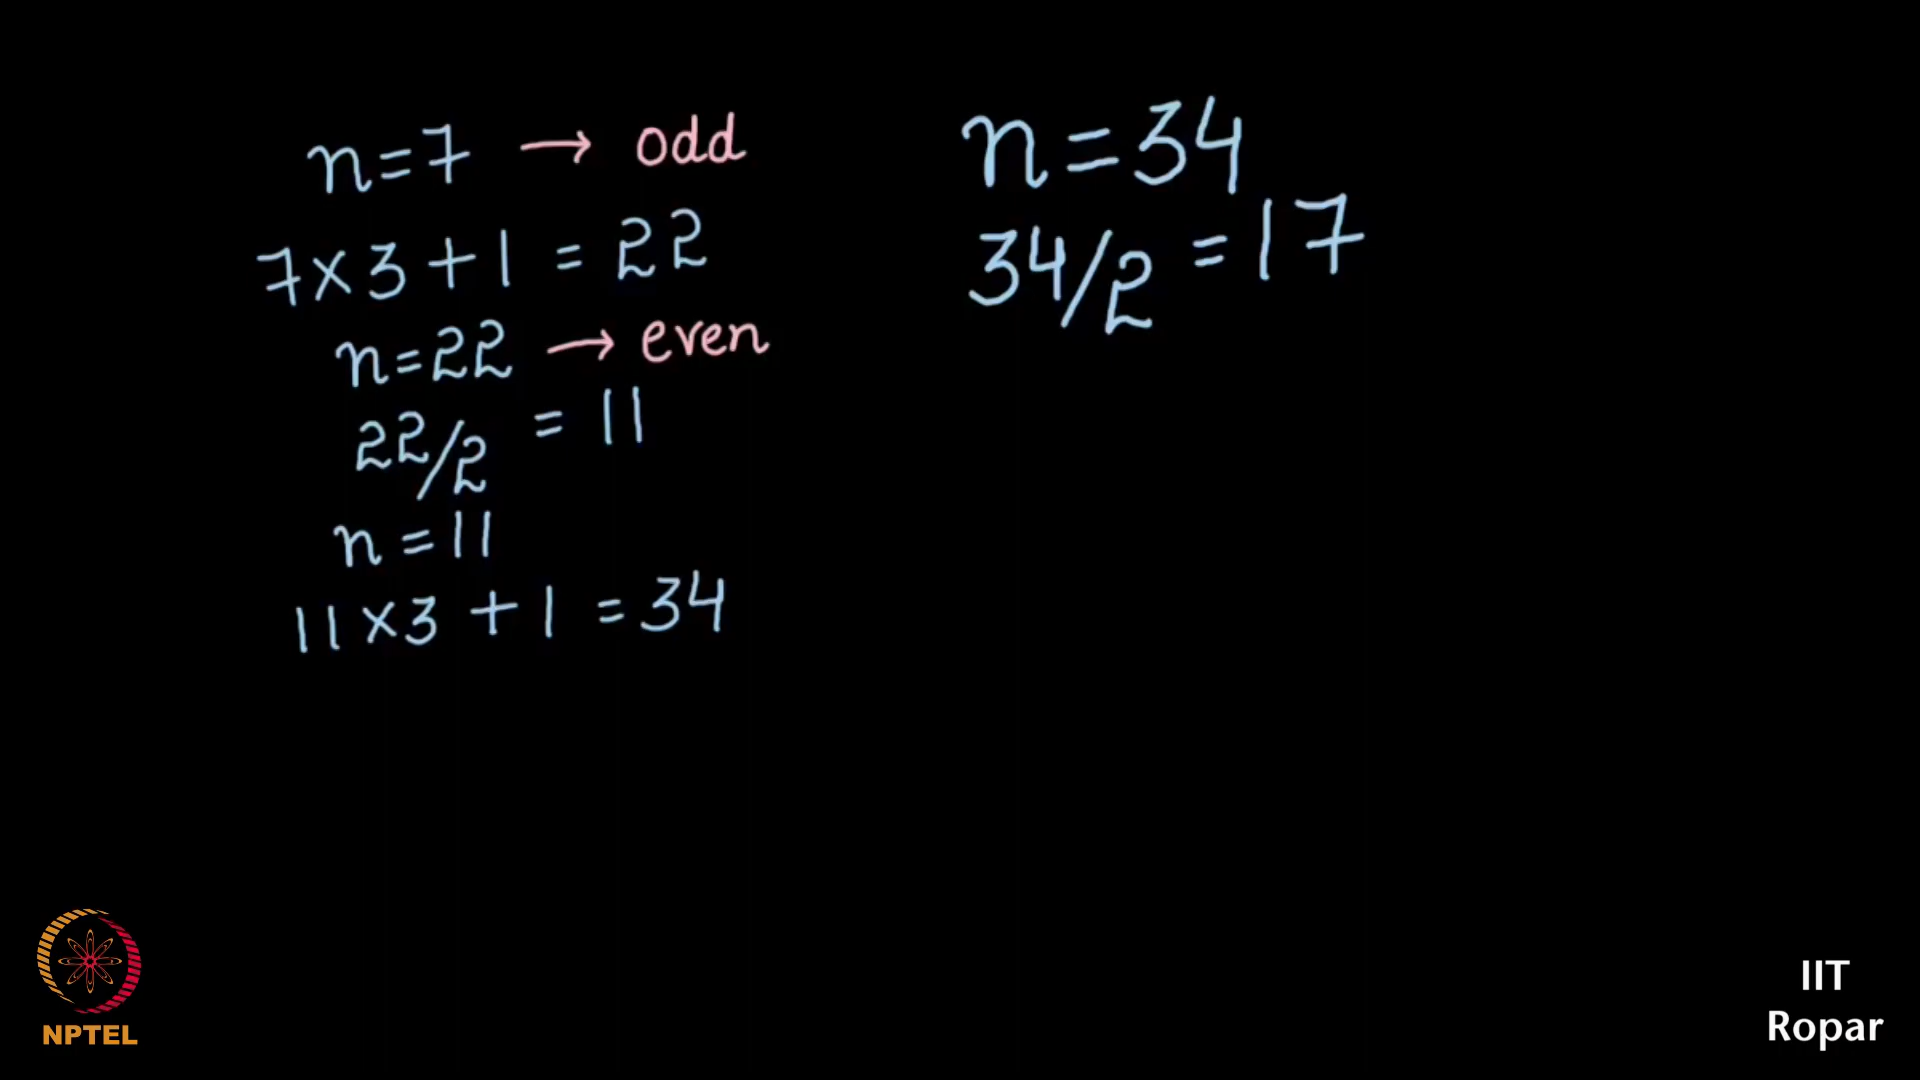 n=7 → odd
7×3+1 = 22
n=22 → even
22/2 = 11
n=11
11×3+1=34
n=34
34/2=17
NPTEL
IIT
Ropar